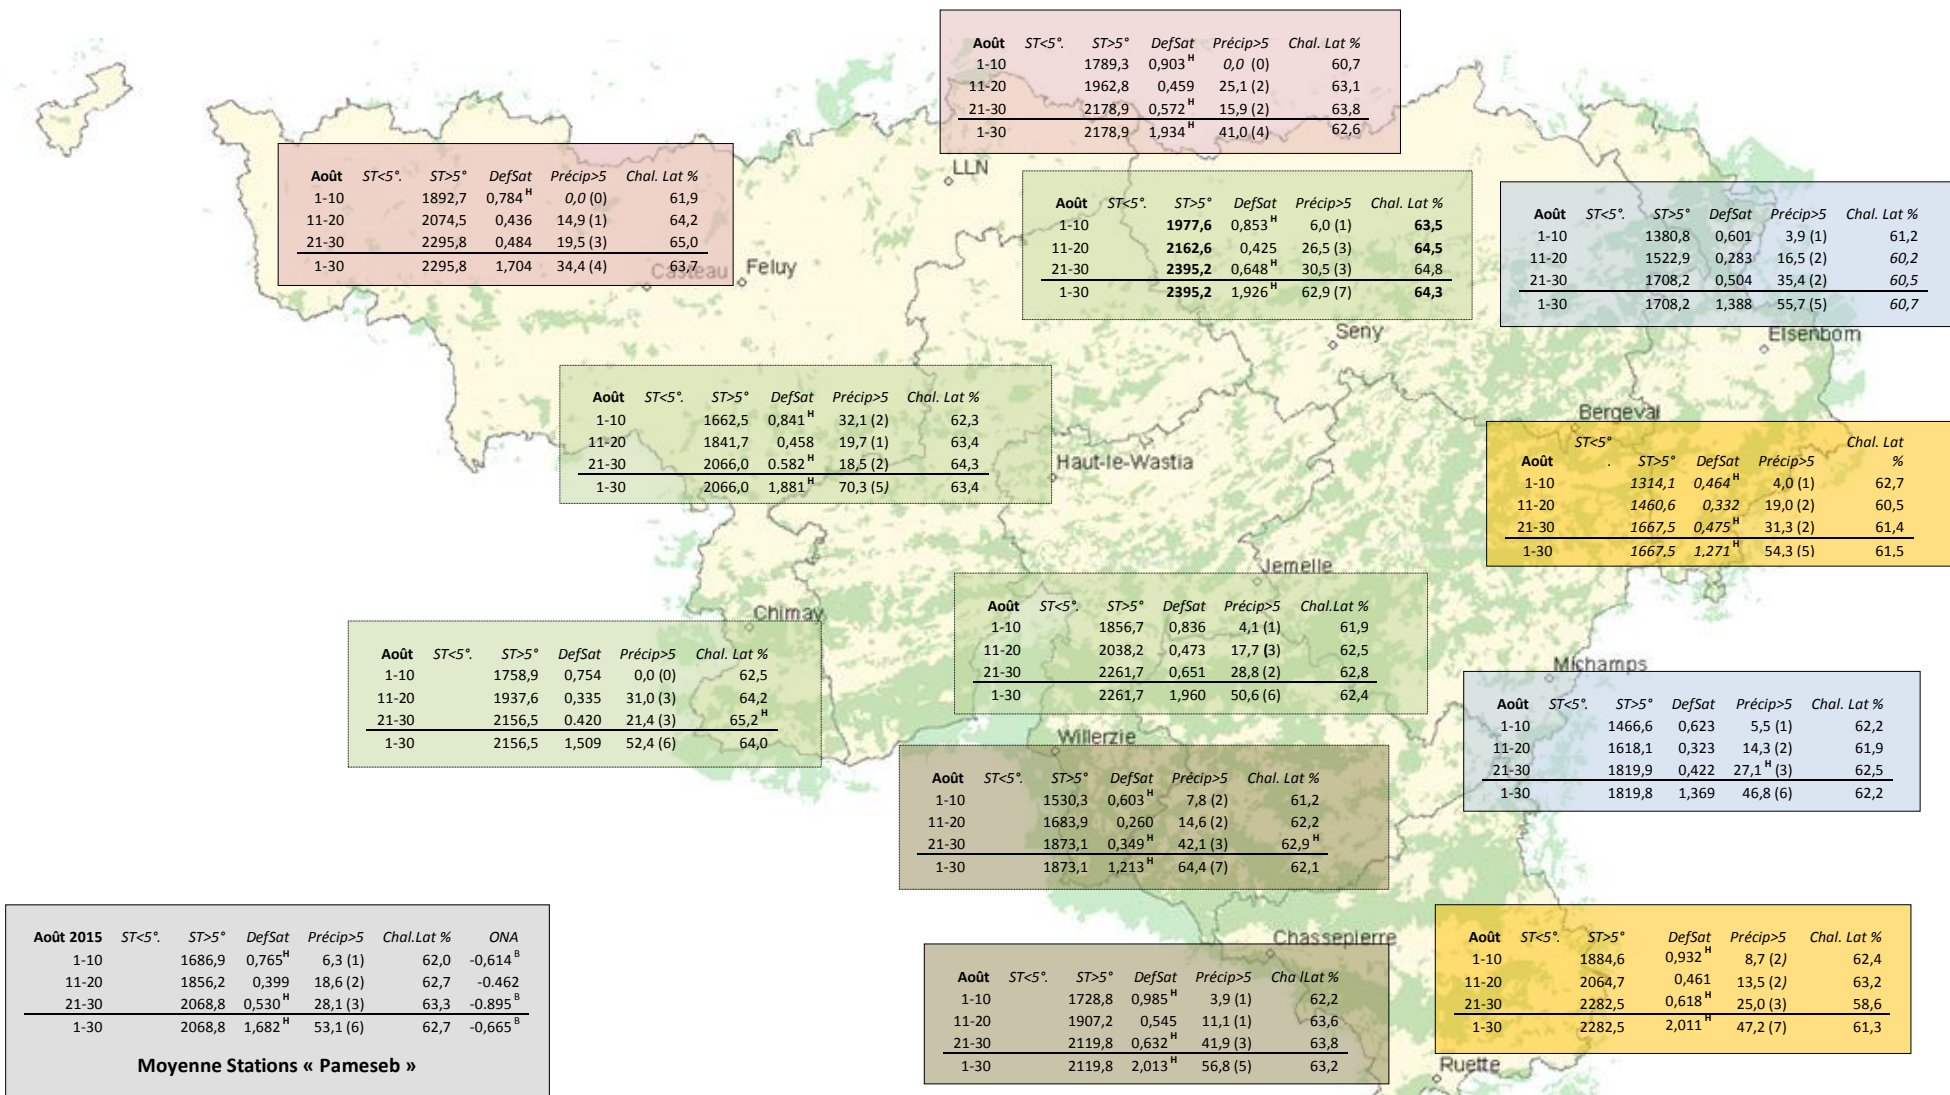 Août ST<5°. ST>5° DefSat Précip>5 Chal. Lat %
1-10 1789,3 0,903 H 0,0 (0) 60,7
11-20 1962,8 0,459 25,1 (2) 63,1
21-30 2178,9 0,572 H 15,9 (2) 63,8
1-30 2178,9 1,934 H 41,0 (4) 62,6
LLN
Août ST<5°. ST>5° DefSat Précip>5 Chal. Lat %
1-10 1892,7 0,784 H 0,0 (0) 61,9
11-20 2074,5 0,436 14,9 (1) 64,2
21-30 2295,8 0,484 19,5 (3) 65,0
1-30 2295,8 1,704 34,4 (4) 63,7
Casteau
Feluy
Août ST<5°. ST>5° DefSat Précip>5 Chal. Lat %
1-10 1977,6 0,853 H 6,0 (1) 63,5
11-20 2162,6 0,425 26,5 (3) 64,5
21-30 2395,2 0,648 H 30,5 (3) 64,8
1-30 2395,2 1,926 H 62,9 (7) 64,3
Seny
Août ST<5°. ST>5° DefSat Précip>5 Chal. Lat %
1-10 1380,8 0,601 3,9 (1) 61,2
11-20 1522,9 0,283 16,5 (2) 60,2
21-30 1708,2 0,504 35,4 (2) 60,5
1-30 1708,2 1,388 55,7 (5) 60,7
Elsenborn
Août ST<5°. ST>5° DefSat Précip>5 Chal. Lat %
1-10 1662,5 0,841 H 32,1 (2) 62,3
11-20 1841,7 0,458 19,7 (1) 63,4
21-30 2066,0 0.582 H 18,5 (2) 64,3
1-30 2066,0 1,881 H 70,3 (5) 63,4
Haut-le-Wastia
Bergeval
ST<5° Chal. Lat
Août . ST>5° DefSat Précip>5 %
1-10 1314,1 0,464 H 4,0 (1) 62,7
11-20 1460,6 0,332 19,0 (2) 60,5
21-30 1667,5 0,475 H 31,3 (2) 61,4
1-30 1667,5 1,271 H 54,3 (5) 61,5
Jemelle
Août ST<5°. ST>5° DefSat Précip>5 Chal.Lat %
1-10 1856,7 0,836 4,1 (1) 61,9
11-20 2038,2 0,473 17,7 (3) 62,5
21-30 2261,7 0,651 28,8 (2) 62,8
1-30 2261,7 1,960 50,6 (6) 62,4
Chimay
Août ST<5°. ST>5° DefSat Précip>5 Chal. Lat %
1-10 1758,9 0,754 0,0 (0) 62,5
11-20 1937,6 0,335 31,0 (3) 64,2
21-30 2156,5 0.420 21,4 (3) 65,2 H
1-30 2156,5 1,509 52,4 (6) 64,0
Michamps
Août ST<5°. ST>5° DefSat Précip>5 Chal. Lat %
1-10 1466,6 0,623 5,5 (1) 62,2
11-20 1618,1 0,323 14,3 (2) 61,9
21-30 1819,9 0,422 27,1 H (3) 62,5
1-30 1819,8 1,369 46,8 (6) 62,2
Willerzie
Août ST<5°. ST>5° DefSat Précip>5 Chal. Lat %
1-10 1530,3 0,603 H 7,8 (2) 61,2
11-20 1683,9 0,260 14,6 (2) 62,2
21-30 1873,1 0,349 H 42,1 (3) 62,9 H
1-30 1873,1 1,213 H 64,4 (7) 62,1
Août 2015 ST<5°. ST>5° DefSat Précip>5 Chal.Lat % ONA
1-10 1686,9 0,765 H 6,3 (1) 62,0 -0,614 B
11-20 1856,2 0,399 18,6 (2) 62,7 -0.462
21-30 2068,8 0,530 H 28,1 (3) 63,3 -0.895 B
1-30 2068,8 1,682 H 53,1 (6) 62,7 -0,665 B
Moyenne Stations « Pameseb »
Chassepierre
Août ST<5°. ST>5° DefSat Précip>5 Cha lLat %
1-10 1728,8 0,985 H 3,9 (1) 62,2
11-20 1907,2 0,545 11,1 (1) 63,6
21-30 2119,8 0,632 H 41,9 (3) 63,8
1-30 2119,8 2,013 H 56,8 (5) 63,2
Août ST<5°. ST>5° DefSat Précip>5 Chal. Lat %
1-10 1884,6 0,932 H 8,7 (2) 62,4
11-20 2064,7 0,461 13,5 (2) 63,2
21-30 2282,5 0,618 H 25,0 (3) 58,6
1-30 2282,5 2,011 H 47,2 (7) 61,3
Ruette